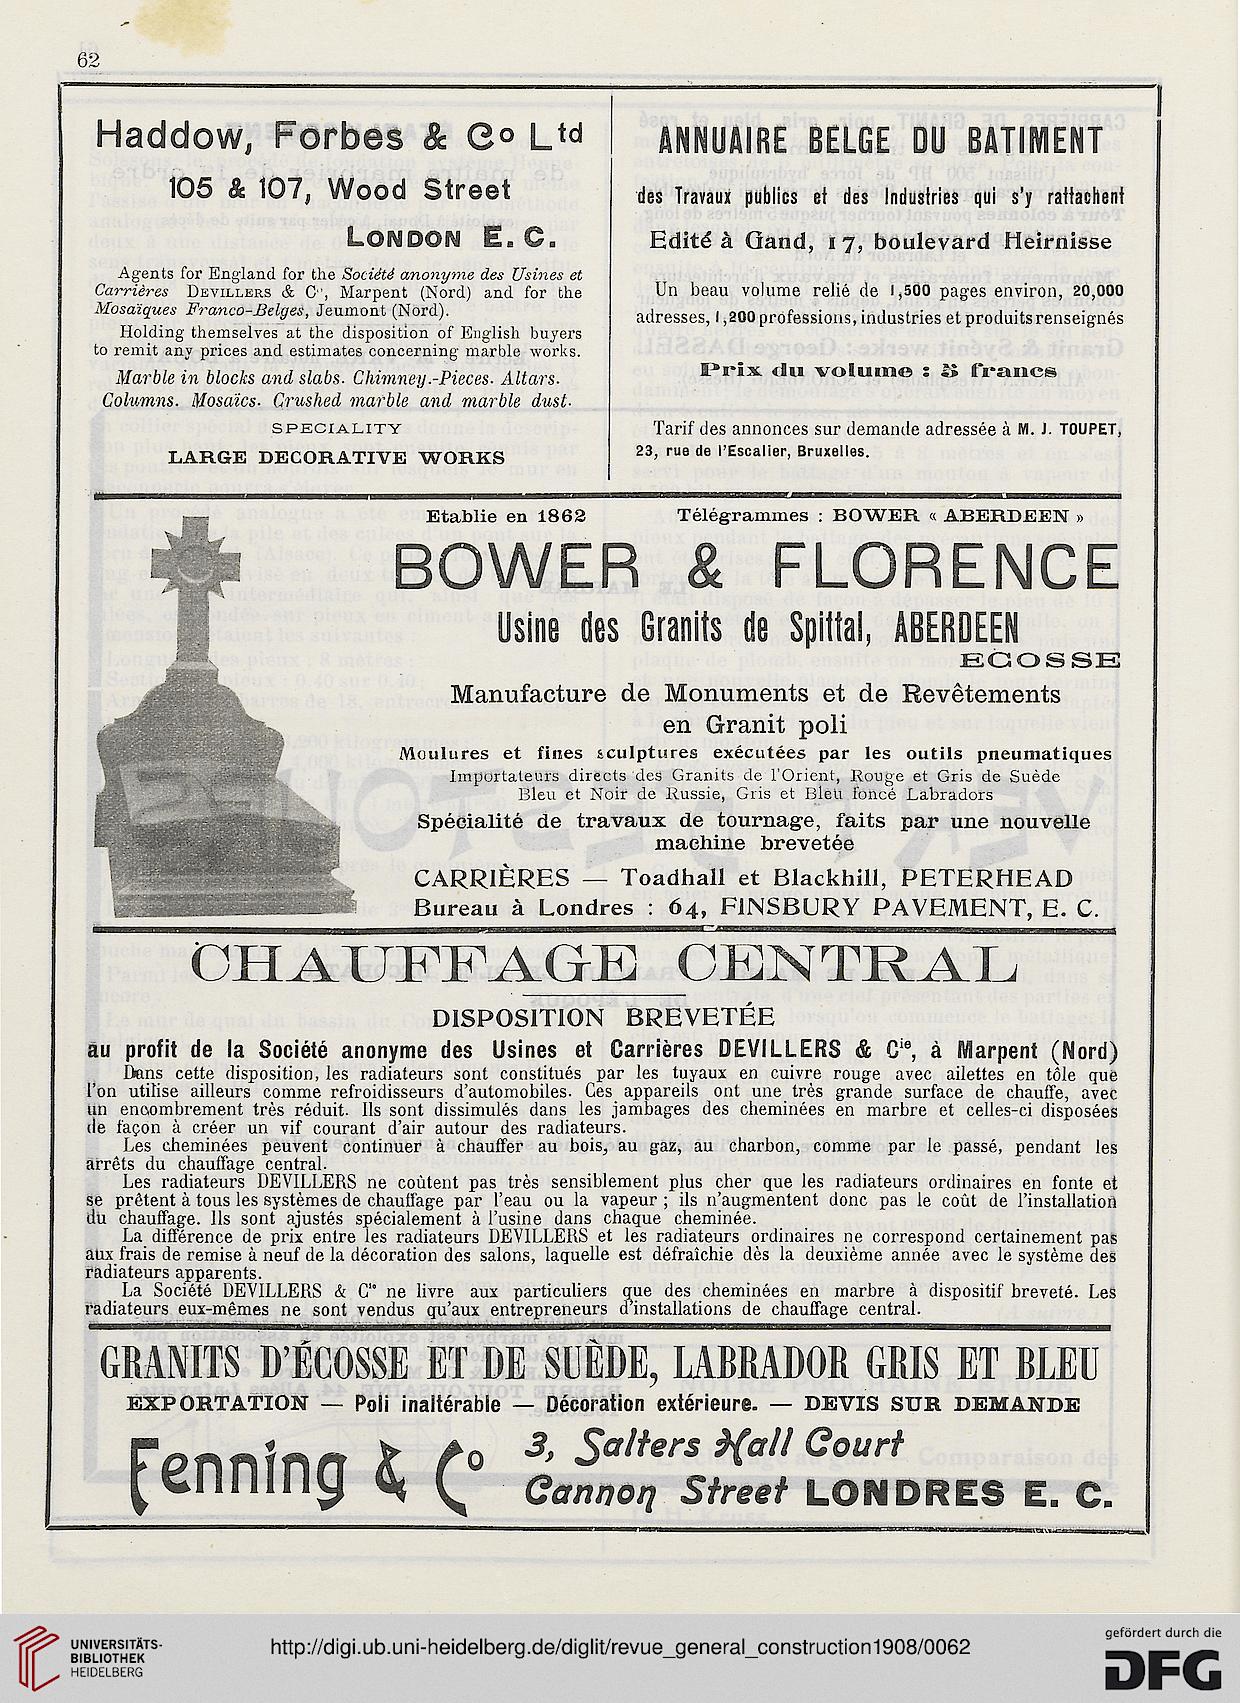 62
Haddow, Forbes & Co Ltd
105 & 107, Wood Street
LONDON E. C.
Agents for England for the Société anonyme des Usines et
Carrières DEVILLERS & Cie, Marpent (Nord) and for the
Mosaïques Franco-Belges, Jeumont (Nord).
Holding themselves at the disposition of English buyers
to remit any prices and estimates concerning marble works.
Marble in blocks and slabs. Chimney.-Pieces. Altars.
Columns. Mosaïcs. Crushed marble and marble dust.
SPECIALITY
LARGE DECORATIVE WORKS
ANNUAIRE BELGE DU BATIMENT
des Travaux publics et des Industries qui s'y rattachent
Edité à Gand, 17, boulevard Heirnisse
Un beau volume relié de 1,500 pages environ, 20,000
adresses, 1,200 professions, industries et produits renseignés
Prix du volume : 5 francs
Tarif des annonces sur demande adressée à M. J. TOUPET,
23, rue de l'Escalier, Bruxelles.
Etablie en 1862 Télégrammes : BOWER « ABERDEEN »
BOWER & FLORENCE
Usine des Granits de Spittal, ABERDEEN
ECOSSE
Manufacture de Monuments et de Revêtements
en Granit poli
Moulures et fines sculptures exécutées par les outils pneumatiques
Importateurs directs des Granits de l'Orient, Rouge et Gris de Suède
Bleu et Noir de Russie, Gris et Bleu foncé Labradors
Spécialité de travaux de tournage, faits par une nouvelle
machine brevetée
CARRIÈRES — Toadhall et Blackhill, PETERHEAD
Bureau à Londres : 64, FINSBURY PAVEMENT, E. C.
CHAUFFAGE CENTRAL
DISPOSITION BREVETÉE
au profit de la Société anonyme des Usines et Carrières DEVILLERS & Cie, à Marpent (Nord)
Dans cette disposition, les radiateurs sont constitués par les tuyaux en cuivre rouge avec ailettes en tôle que
l'on utilise ailleurs comme refroidisseurs d'automobiles. Ces appareils ont une très grande surface de chauffe, avec
un encombrement très réduit. Ils sont dissimulés dans les jambages des cheminées en marbre et celles-ci disposées
de façon à créer un vif courant d'air autour des radiateurs.
Les cheminées peuvent continuer à chauffer au bois, au gaz, au charbon, comme par le passé, pendant les
arrêts du chauffage central.
Les radiateurs DEVILLERS ne coûtent pas très sensiblement plus cher que les radiateurs ordinaires en fonte et
se prêtent à tous les systèmes de chauffage par l'eau ou la vapeur ; ils n'augmentent donc pas le coût de l'installation
du chauffage. Ils sont ajustés spécialement à l'usine dans chaque cheminée.
La différence de prix entre les radiateurs DEVILLERS et les radiateurs ordinaires ne correspond certainement pas
aux frais de remise à neuf de la décoration des salons, laquelle est défraîchie dès la deuxième année avec le système des
radiateurs apparents.
La Société DEVILLERS & Cie ne livre aux particuliers que des cheminées en marbre à dispositif breveté. Les
radiateurs eux-mêmes ne sont vendus qu'aux entrepreneurs d'installations de chauffage central.
GRANITS D'ÉCOSSE ET DE SUÈDE, LABRADOR GRIS ET BLEU
EXPORTATION — Poli inaltérable — Décoration extérieure. — DEVIS SUR DEMANDE
Fenning & Co
3, Salters Hall Court
Cannon Street LONDRES E. C.
UNIVERSITÄTS-
BIBLIOTHEK
HEIDELBERG
http://digi.ub.uni-heidelberg.de/diglit/revue_general_construction1908/0062
gefördert durch die
DFG